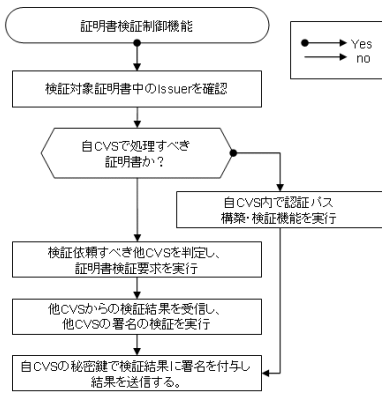 証明書検証制御機能
Yes
no
検証対象証明書中のIssuerを確認
自CVSで処理すべき
証明書か？
自CVS内で認証パス
構築・検証機能を実行
検証依頼すべき他CVSを判定し、
証明書検証要求を実行
他CVSからの検証結果を受信し、
他CVSの署名の検証を実行
自CVSの秘密鍵で検証結果に署名を付与し
結果を送信する。